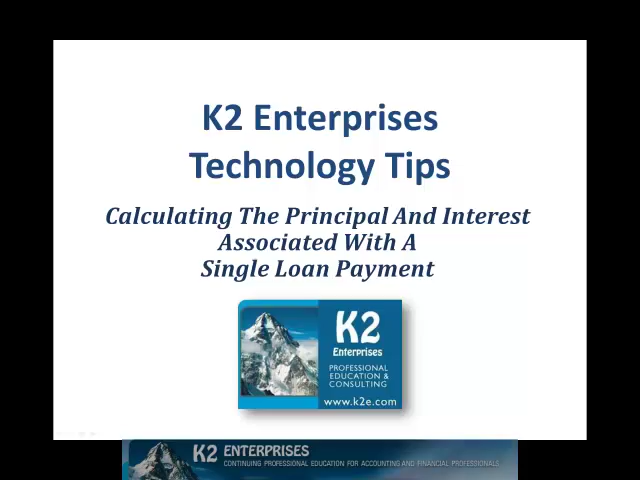 K2 Enterprises
Technology Tips
Calculating The Principal And Interest
Associated With A
Single Loan Payment
K2
Enterprises
PROFESSIONAL
EDUCATION &
CONSULTING
www.k2e.com
K2 ENTERPRISES
CONTINUING PROFESSIONAL EDUCATION FOR ACCOUNTING AND FINANCIAL PROFESSIONALS